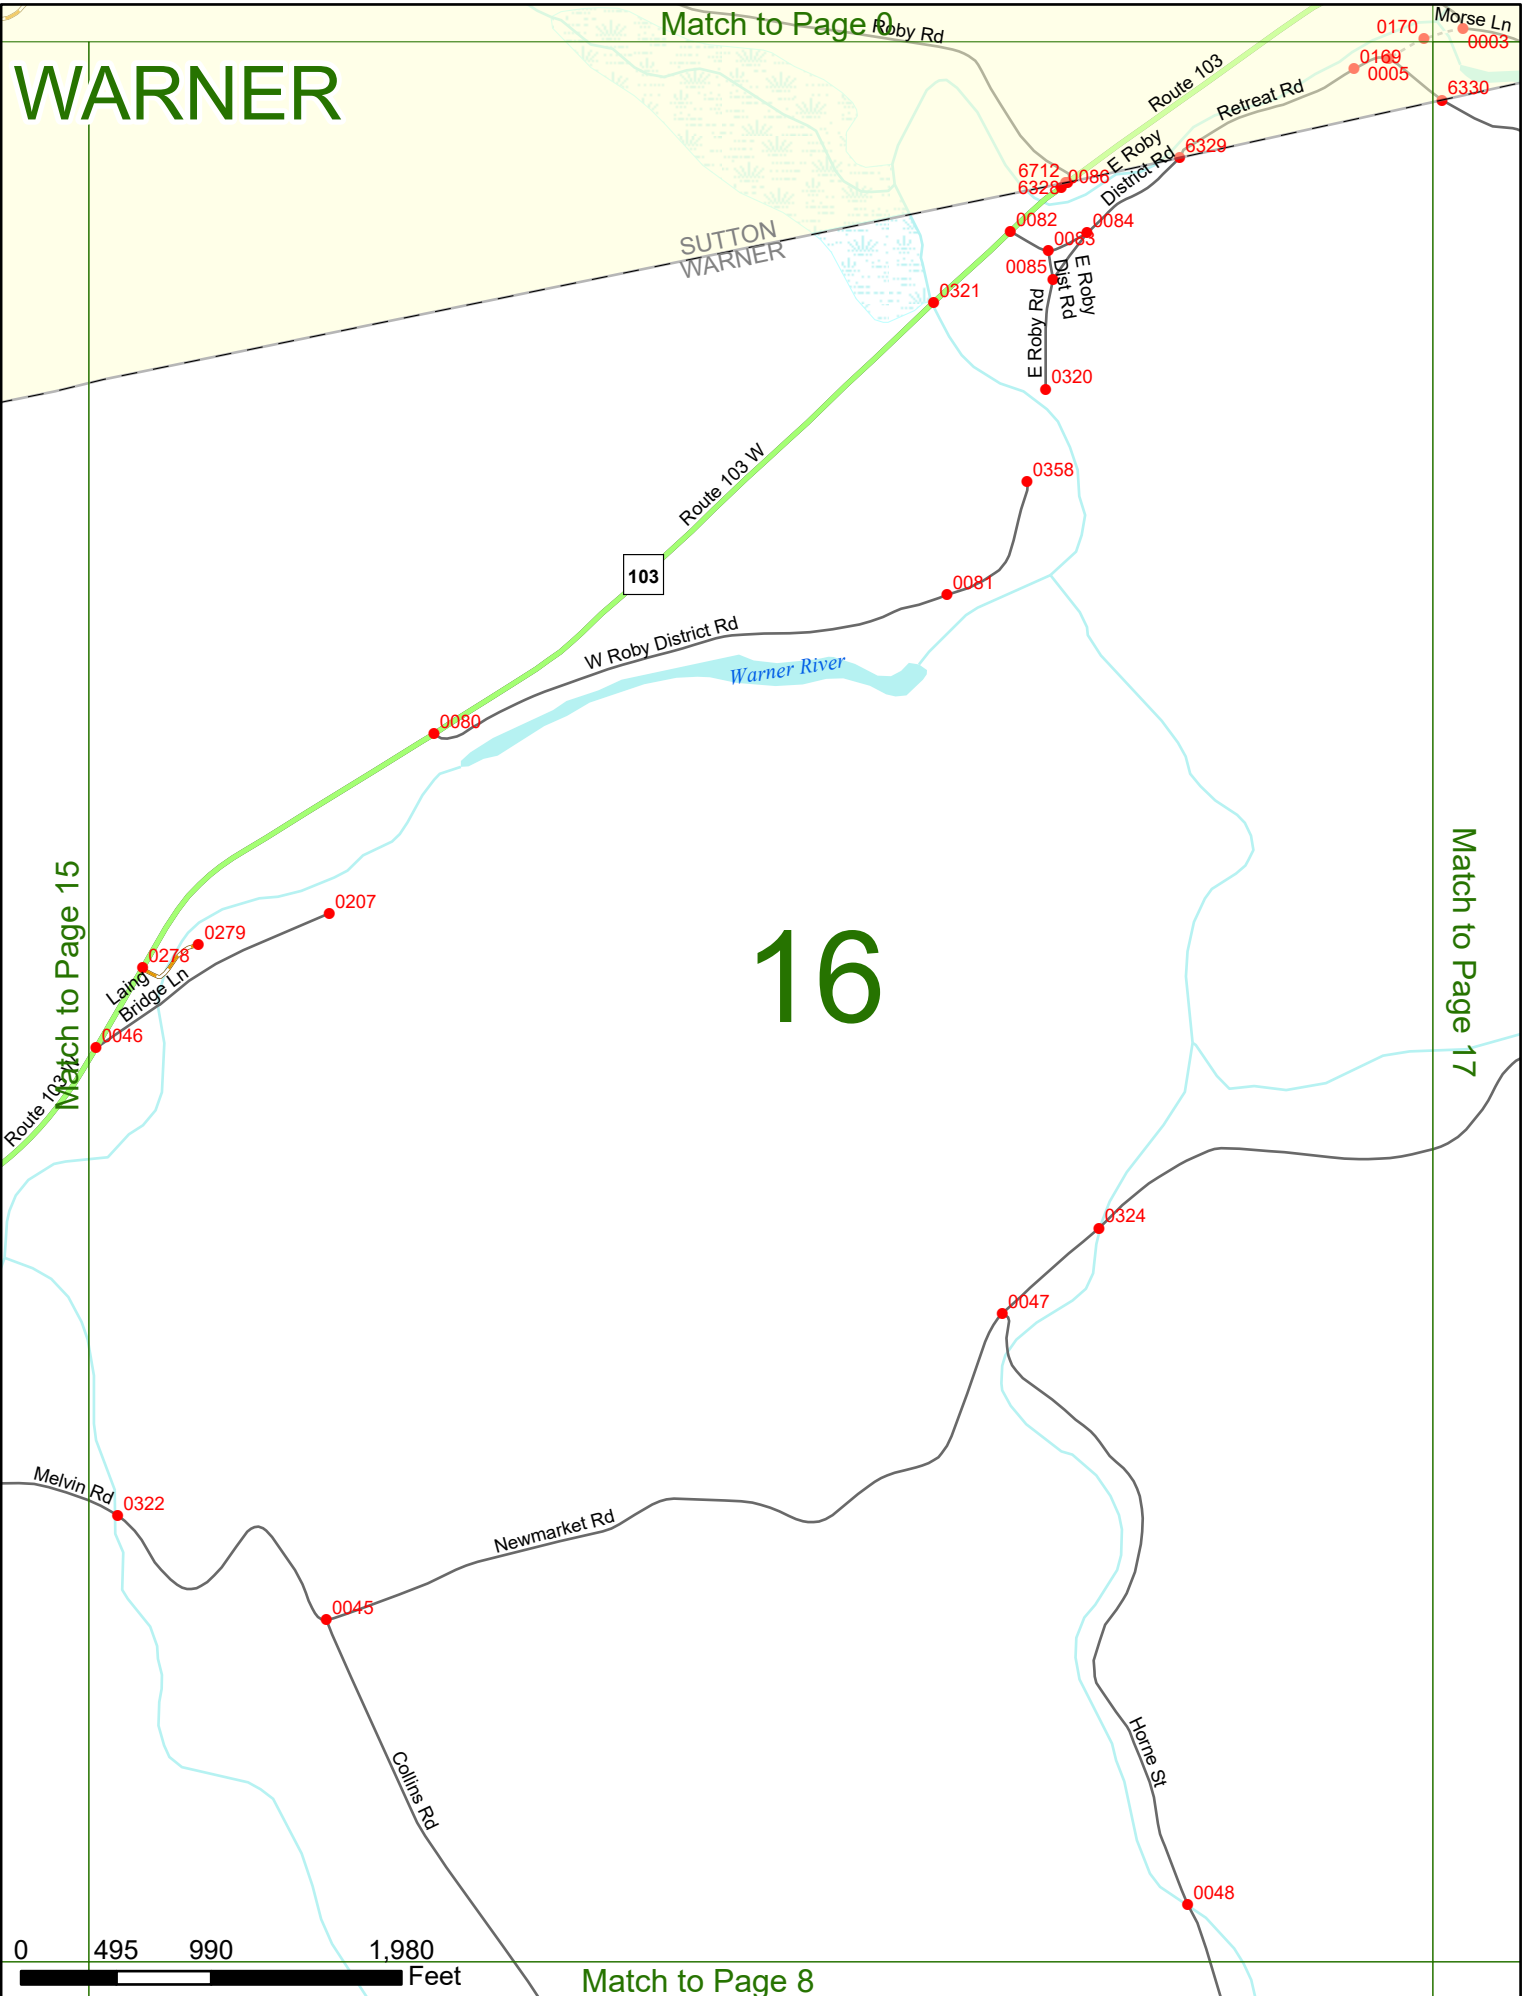 Match to Page 0
Roby Rd
Morse Ln
0170
0003
WARNER
Route 103
0169
0005
Retreat Rd
6330
E Roby
District Rd
6329
6712
0086
6328
0082
0084
0083
SUTTON
WARNER
0085
E Roby
Dist Rd
0321
E Roby Rd
0320
Route 103 W
0358
103
0081
W Roby District Rd
Warner River
0080
Match to Page 15
Match to Page 17
0207
0279
0278
16
Laing
Bridge Ln
0046
Route 103 W
0324
0047
Melvin Rd
0322
Newmarket Rd
0045
Collins Rd
Horne St
0048
0 495 990 1,980
Feet
Match to Page 8